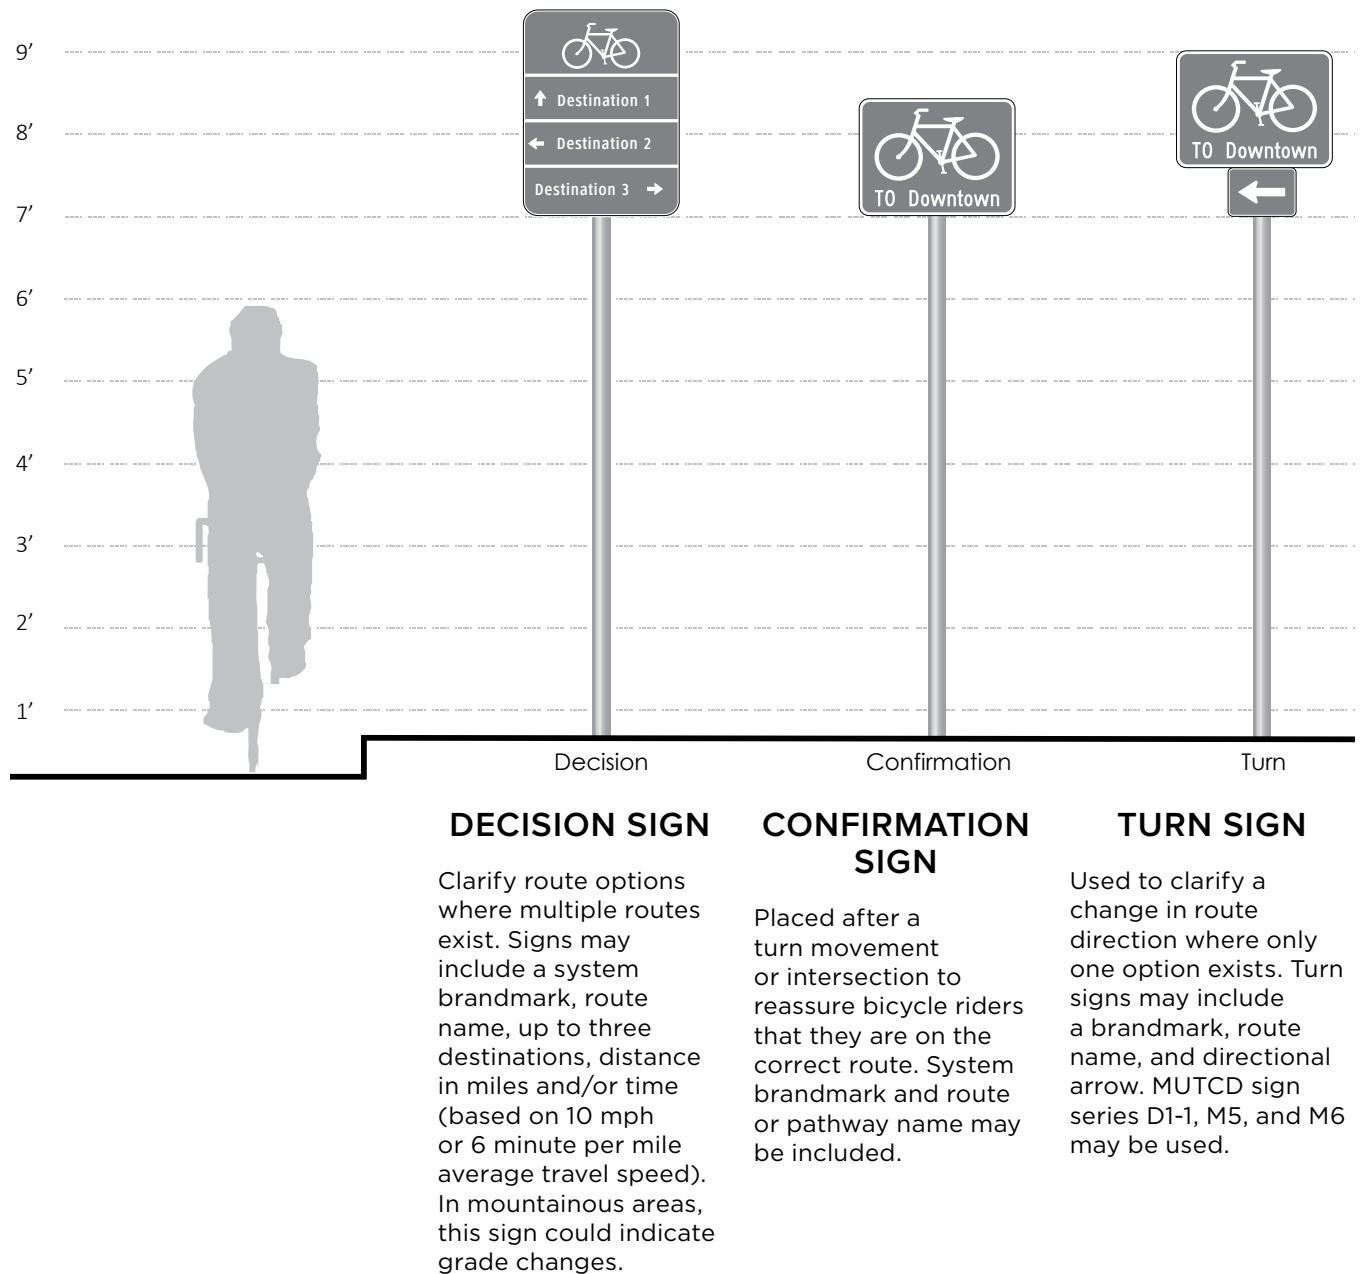 9’
8’
7’
6’
5’
4’
3’
2’
1’
Destination 1
Destination 2
Destination 3
TO Downtown
TO Downtown
Decision
Confirmation
Turn
DECISION SIGN
Clarify route options
where multiple routes
exist. Signs may
include a system
brandmark, route
name, up to three
destinations, distance
in miles and/or time
(based on 10 mph
or 6 minute per mile
average travel speed).
In mountainous areas,
this sign could indicate
grade changes.
CONFIRMATION
SIGN
Placed after a
turn movement
or intersection to
reassure bicycle riders
that they are on the
correct route. System
brandmark and route
or pathway name may
be included.
TURN SIGN
Used to clarify a
change in route
direction where only
one option exists. Turn
signs may include
a brandmark, route
name, and directional
arrow. MUTCD sign
series D1-1, M5, and M6
may be used.